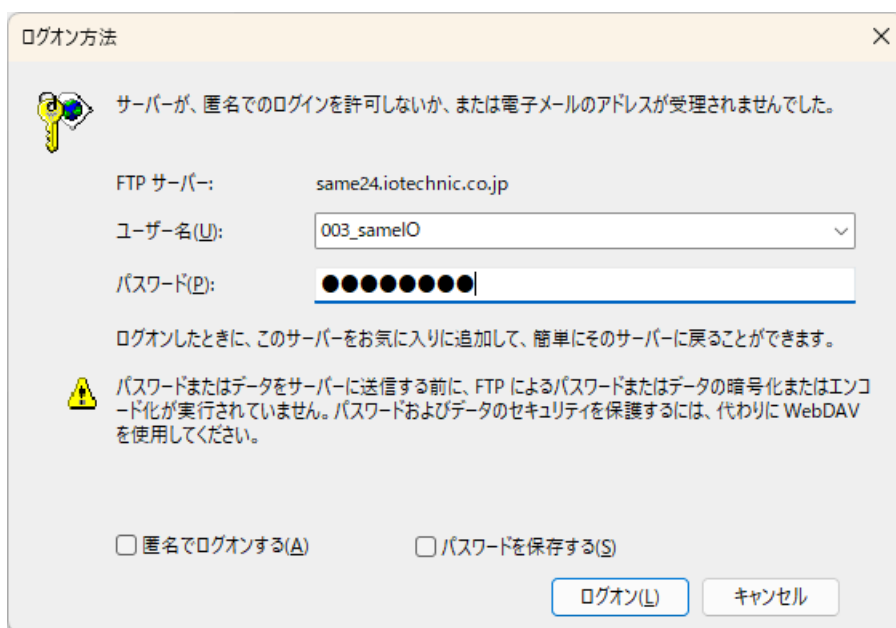 ログオン方法
サーバーが、匿名でのログインを許可しないか、または電子メールのアドレスが受理されませんでした。
FTP サーバー: same24.iotechnic.co.jp
ユーザー名(U): 003_sameIO
パスワード(P): ●●●●●●●●
ログオンしたときに、このサーバーをお気に入りに追加して、簡単にそのサーバーに戻ることができます。
パスワードまたはデータをサーバーに送信する前に、FTP によるパスワードまたはデータの暗号化またはエンコ
ード化が実行されていません。パスワードおよびデータのセキュリティを保護するには、代わりに WebDAV
を使用してください。
匿名でログオンする(A) パスワードを保存する(S)
ログオン(L) キャンセル